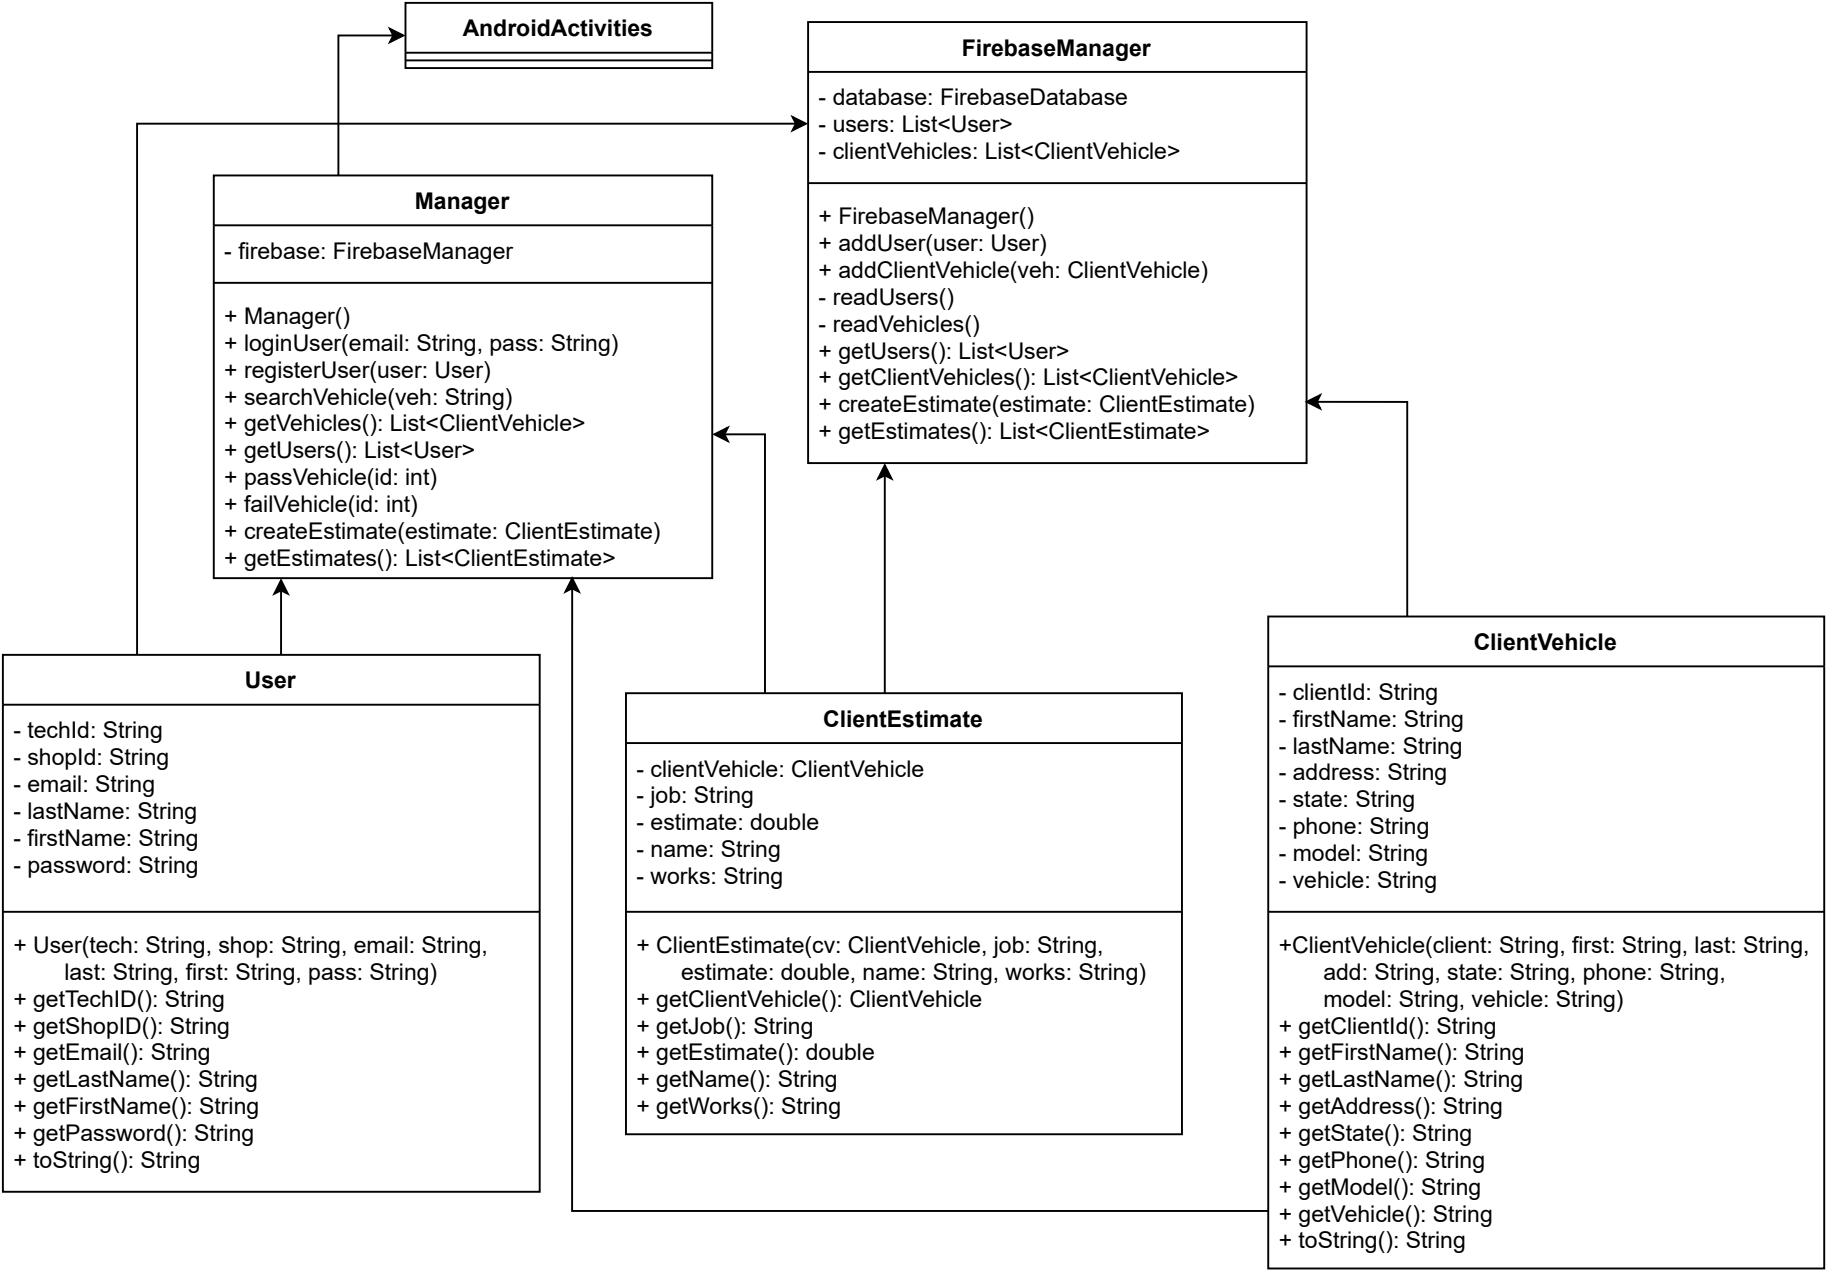 AndroidActivities
FirebaseManager
- database: FirebaseDatabase
- users: List<User>
- clientVehicles: List<ClientVehicle>
+ FirebaseManager()
+ addUser(user: User)
+ addClientVehicle(veh: ClientVehicle)
- readUsers()
- readVehicles()
+ getUsers(): List<User>
+ getClientVehicles(): List<ClientVehicle>
+ createEstimate(estimate: ClientEstimate)
+ getEstimates(): List<ClientEstimate>
Manager
- firebase: FirebaseManager
+ Manager()
+ loginUser(email: String, pass: String)
+ registerUser(user: User)
+ searchVehicle(veh: String)
+ getVehicles(): List<ClientVehicle>
+ getUsers(): List<User>
+ passVehicle(id: int)
+ failVehicle(id: int)
+ createEstimate(estimate: ClientEstimate)
+ getEstimates(): List<ClientEstimate>
User
- techId: String
- shopId: String
- email: String
- lastName: String
- firstName: String
- password: String
+ User(tech: String, shop: String, email: String,
last: String, first: String, pass: String)
+ getTechID(): String
+ getShopID(): String
+ getEmail(): String
+ getLastName(): String
+ getFirstName(): String
+ getPassword(): String
+ toString(): String
ClientEstimate
- clientVehicle: ClientVehicle
- job: String
- estimate: double
- name: String
- works: String
+ ClientEstimate(cv: ClientVehicle, job: String,
estimate: double, name: String, works: String)
+ getClientVehicle(): ClientVehicle
+ getJob(): String
+ getEstimate(): double
+ getName(): String
+ getWorks(): String
ClientVehicle
- clientId: String
- firstName: String
- lastName: String
- address: String
- state: String
- phone: String
- model: String
- vehicle: String
+ClientVehicle(client: String, first: String, last: String,
add: String, state: String, phone: String,
model: String, vehicle: String)
+ getClientId(): String
+ getFirstName(): String
+ getLastName(): String
+ getAddress(): String
+ getState(): String
+ getPhone(): String
+ getModel(): String
+ getVehicle(): String
+ toString(): String